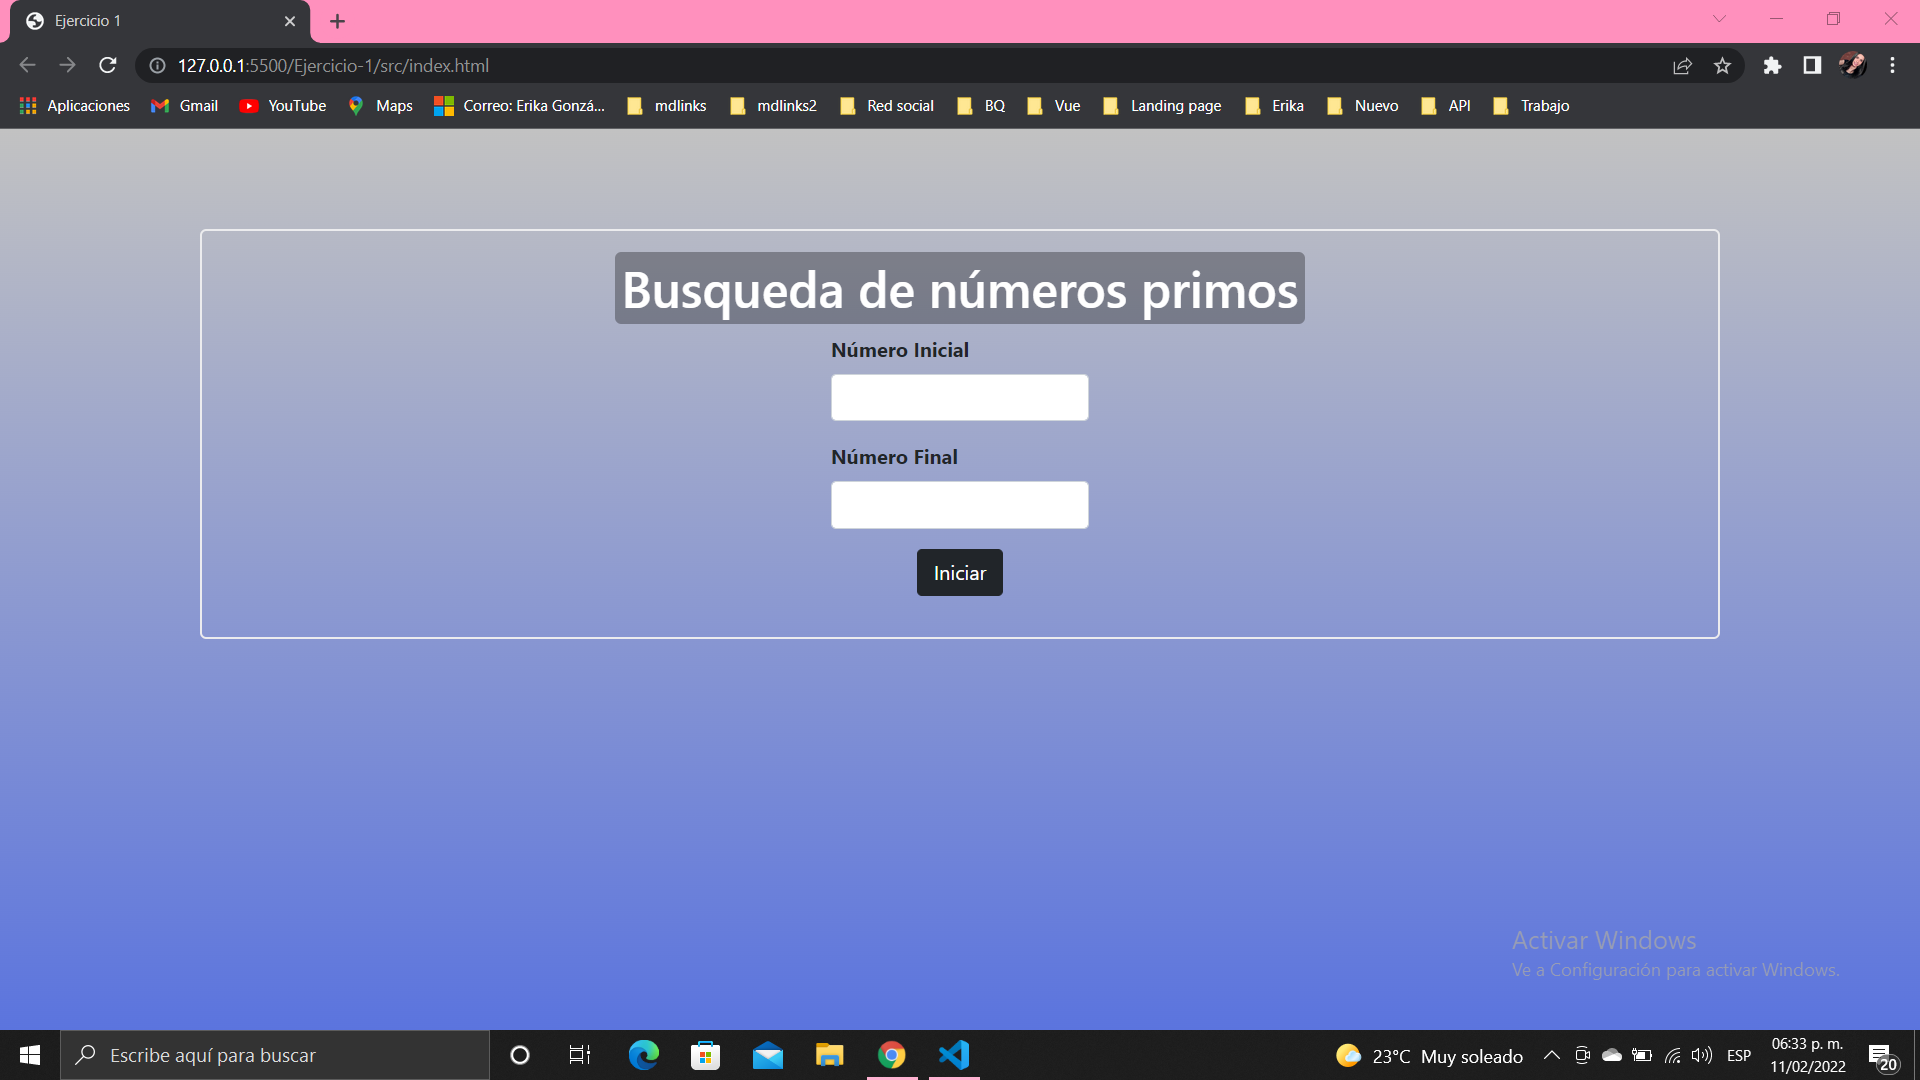 Ejercicio 1
127.0.0.1:5500/Ejercicio-1/src/index.html
Aplicaciones Gmail YouTube Maps Correo: Erika Gonzá... mdlinks mdlinks2 Red social BQ Vue Landing page Erika Nuevo API Trabajo
Busqueda de números primos
Número Inicial
Número Final
Iniciar
Activar Windows
Ve a Configuración para activar Windows.
Escribe aquí para buscar
23°C Muy soleado
ESP
06:33 p. m.
11/02/2022
20